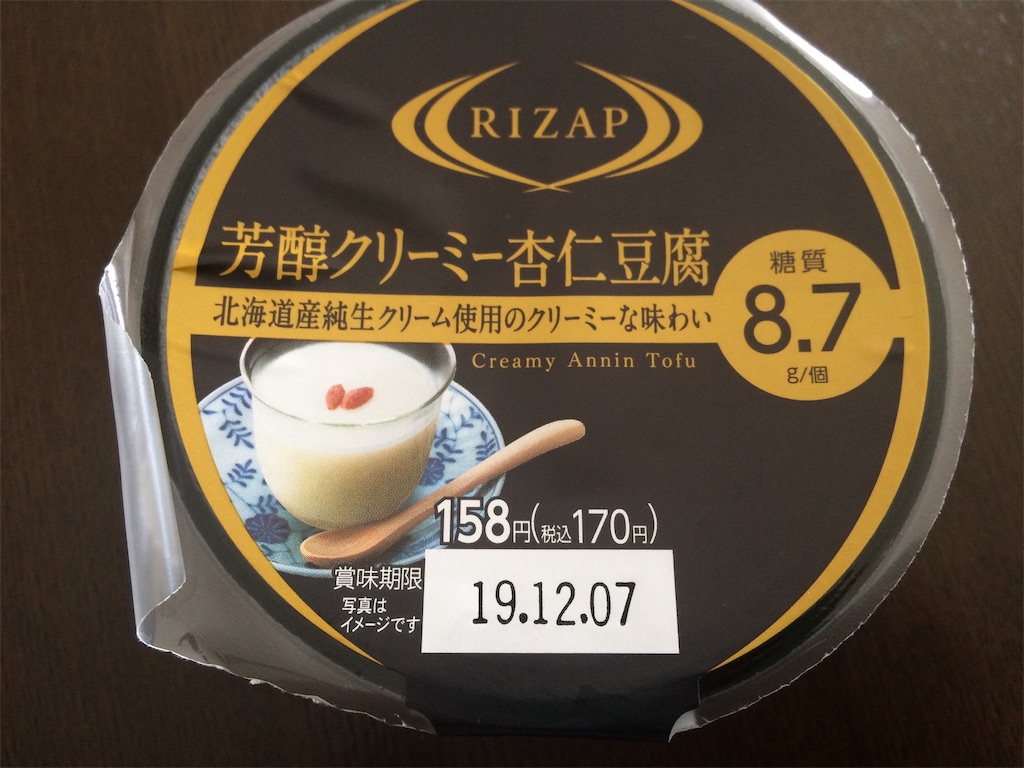 RIZAP
芳醇クリーミー杏仁豆腐
北海道産純生クリーム使用のクリーミーな味わい
Creamy Annin Tofu
糖質
8.7
g/個
158円(税込170円)
賞味期限
19.12.07
写真は
イメージです